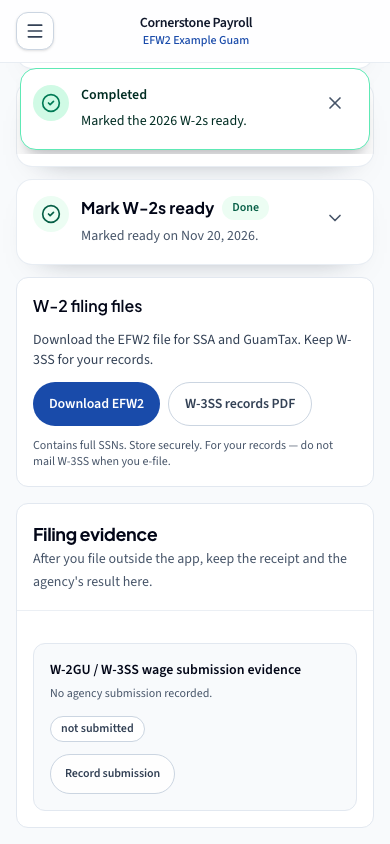 Cornerstone Payroll
EFW2 Example Guam
Completed
Marked the 2026 W-2s ready.
Mark W-2s ready Done
Marked ready on Nov 20, 2026.
W-2 filing files
Download the EFW2 file for SSA and GuamTax. Keep W-
3SS for your records.
Download EFW2 W-3SS records PDF
Contains full SSNs. Store securely. For your records — do not
mail W-3SS when you e-file.
Filing evidence
After you file outside the app, keep the receipt and the
agency's result here.
W-2GU / W-3SS wage submission evidence
No agency submission recorded.
not submitted
Record submission